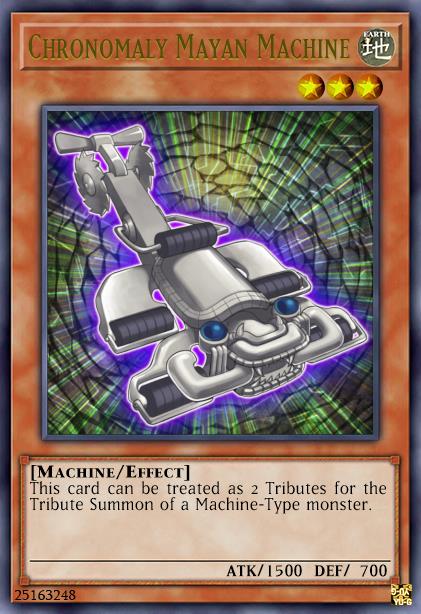 Chronomaly Mayan Machine
EARTH
地
[Machine/Effect]
This card can be treated as 2 Tributes for the
Tribute Summon of a Machine-Type monster.
ATK/1500 DEF/ 700
25163248